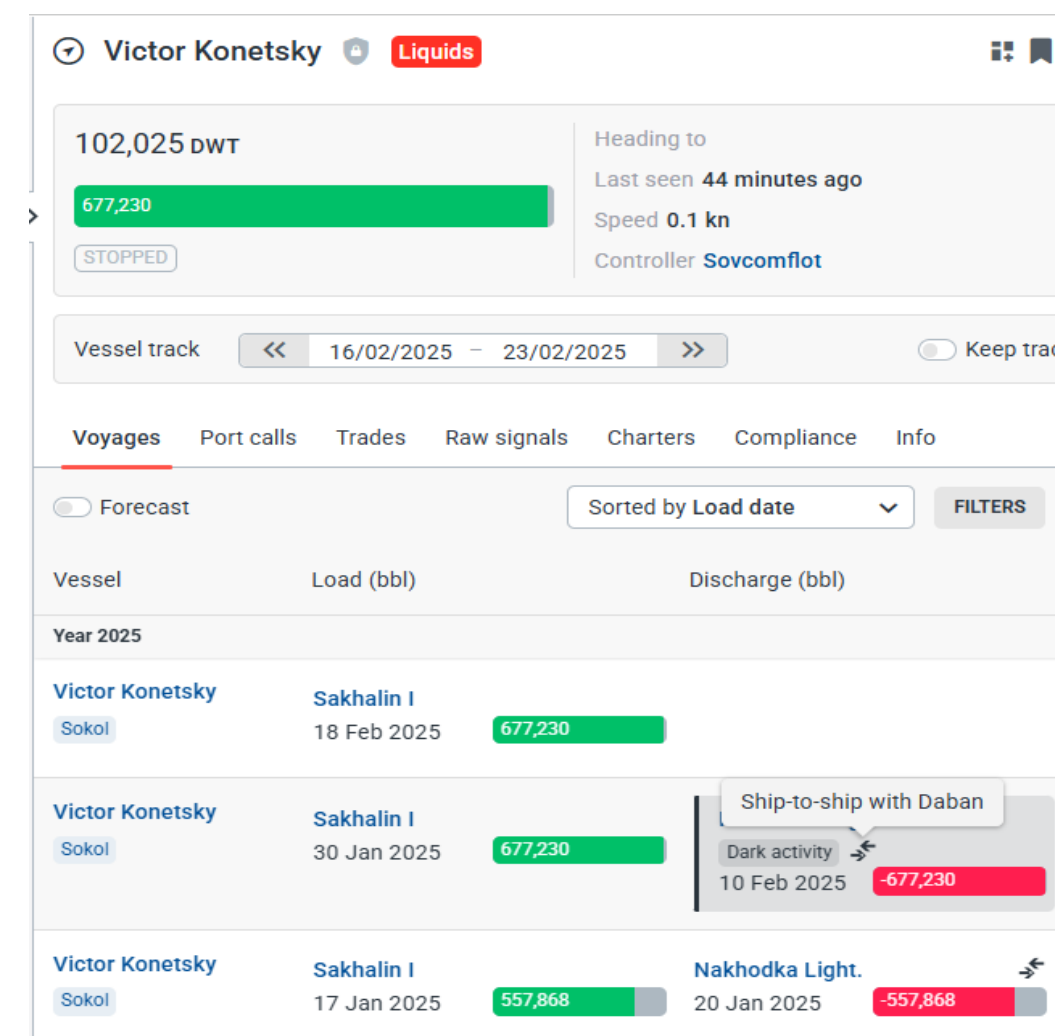 Victor Konetsky Liquids
102,025 DWT
677,230
STOPPED
Heading to
Last seen 44 minutes ago
Speed 0.1 kn
Controller Sovcomflot
Vessel track 16/02/2025 – 23/02/2025 Keep trac
Voyages Port calls Trades Raw signals Charters Compliance Info
Forecast Sorted by Load date FILTERS
Vessel Load (bbl) Discharge (bbl)
Year 2025
Victor Konetsky Sakhalin I
Sokol 18 Feb 2025 677,230
Ship-to-ship with Daban
Victor Konetsky Sakhalin I
Sokol 30 Jan 2025 677,230 Dark activity
10 Feb 2025 -677,230
Victor Konetsky Sakhalin I Nakhodka Light.
Sokol 17 Jan 2025 557,868 20 Jan 2025 -557,868